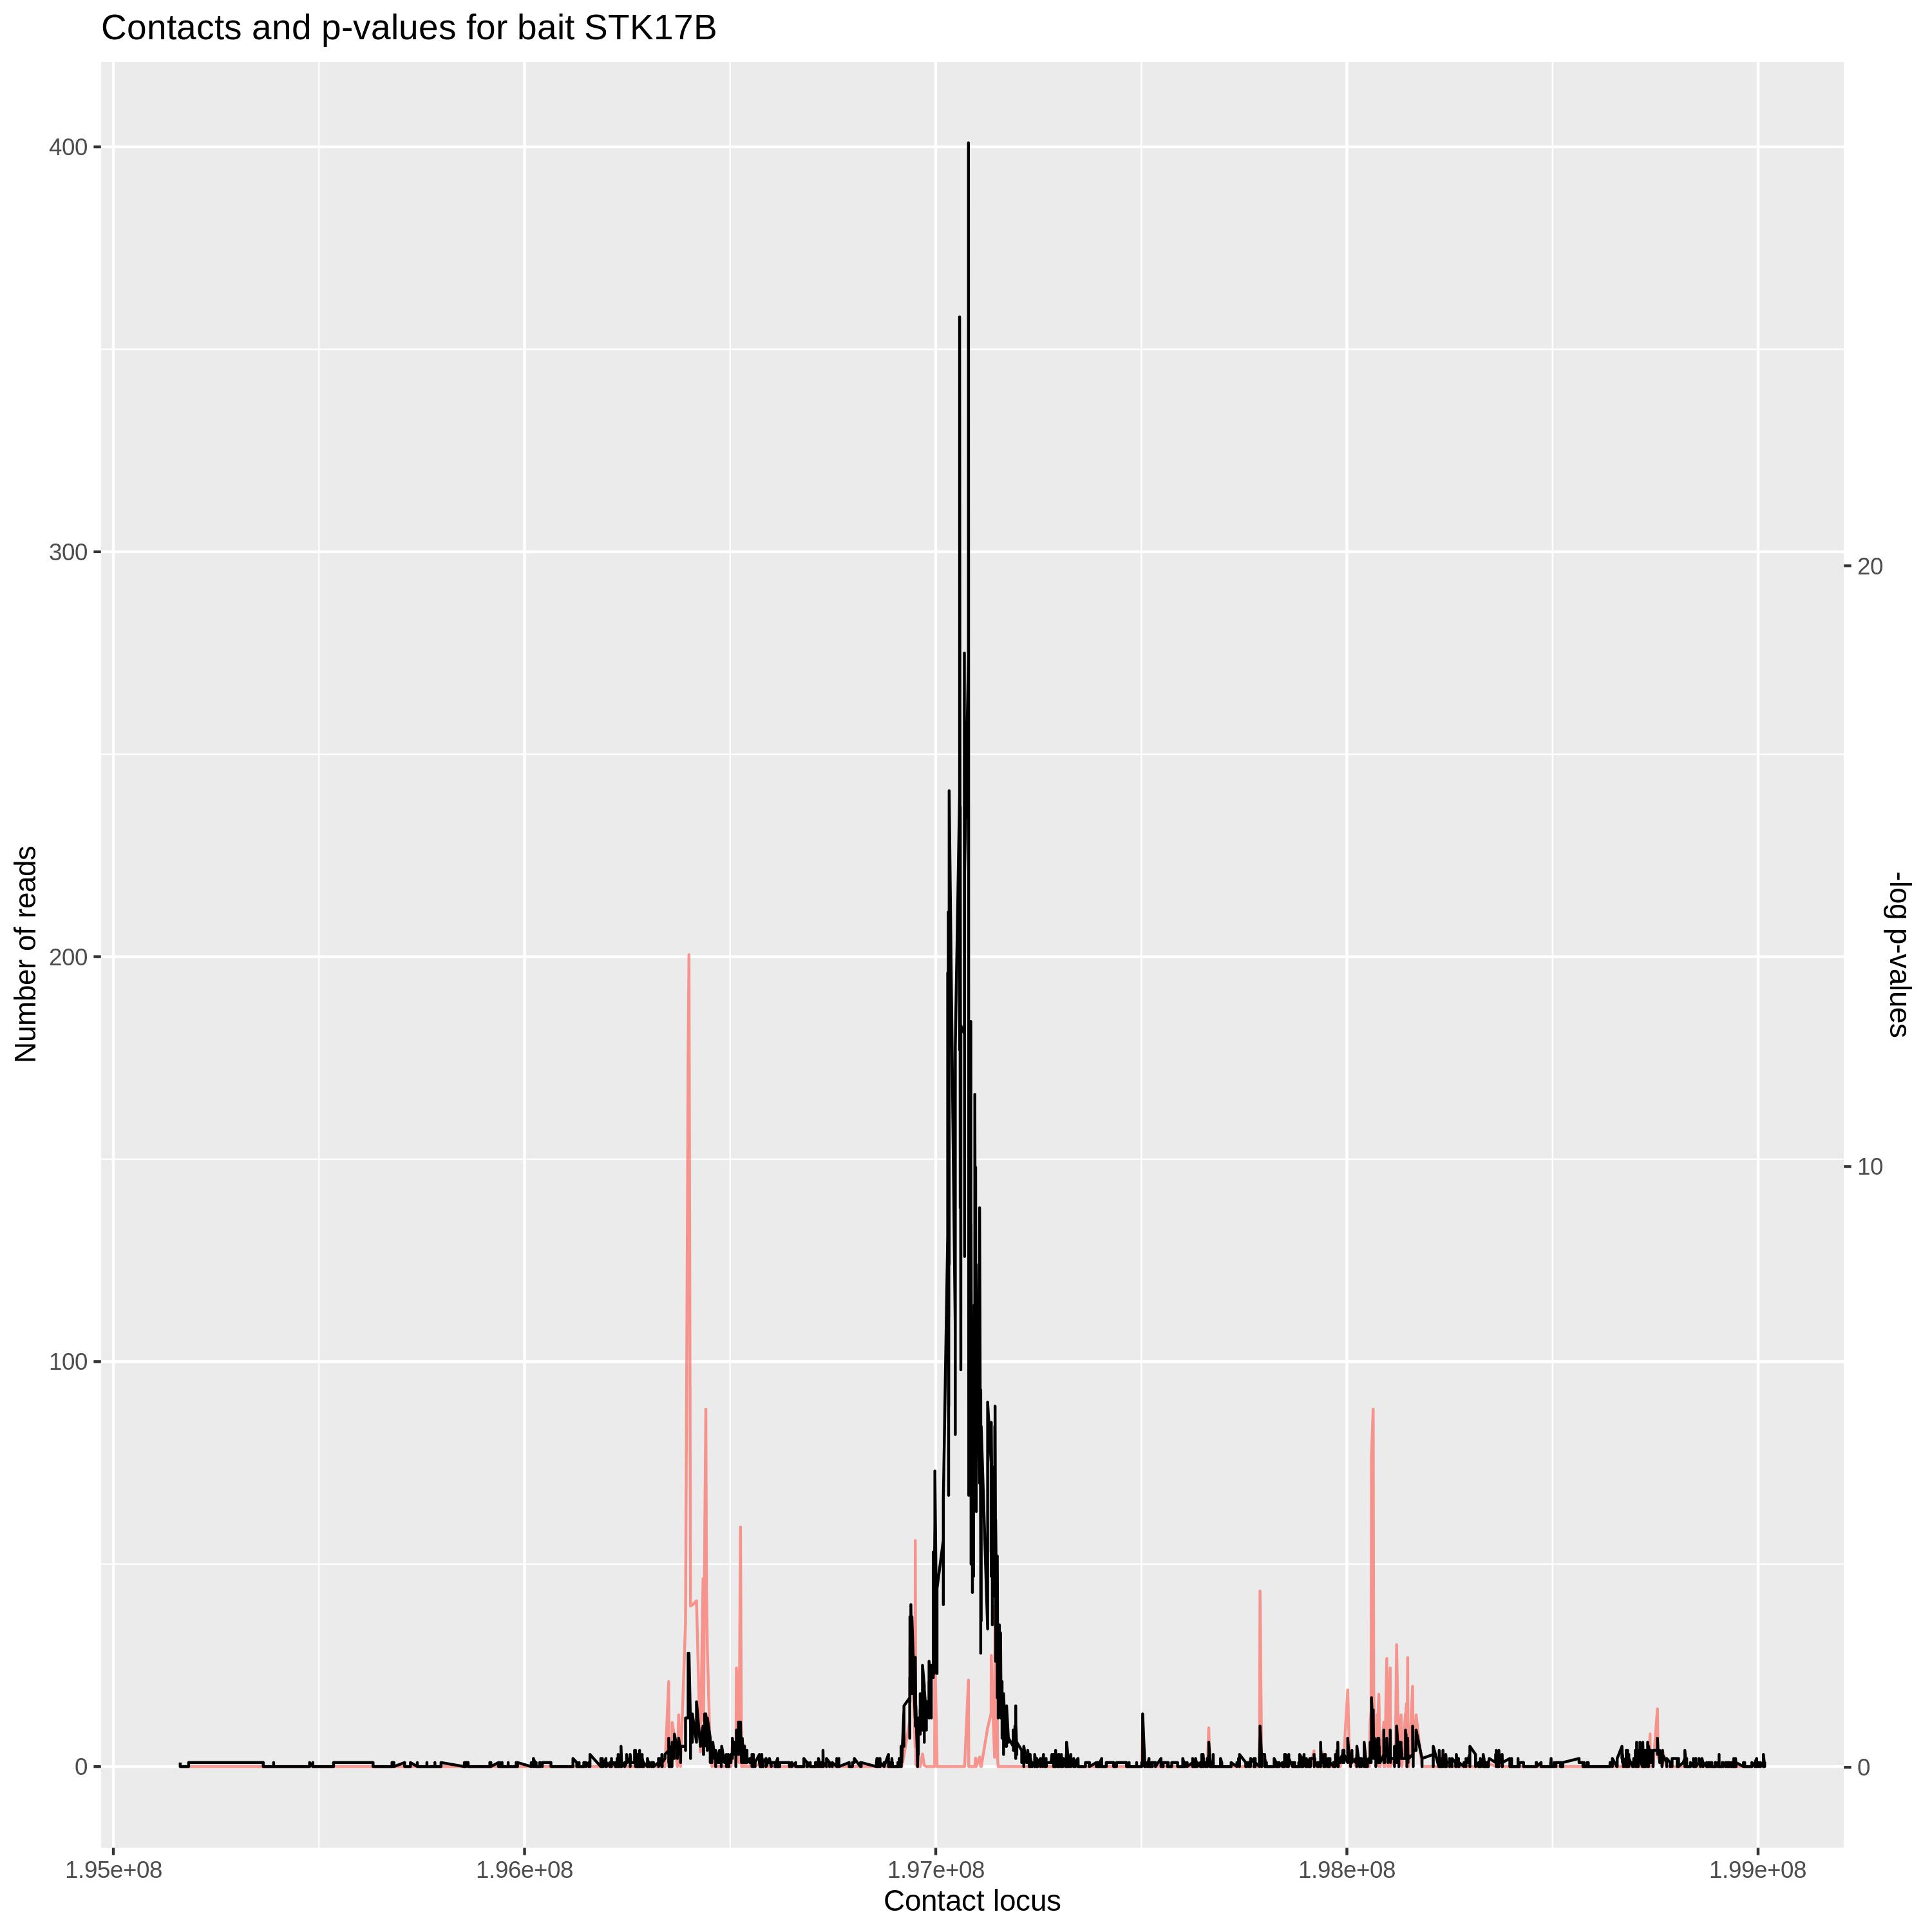 Contacts and p-values for bait STK17B
400
300
200
100
0
Number of reads
20
10
0
-log p-values
1.95e+08
1.96e+08
1.97e+08
1.98e+08
1.99e+08
Contact locus